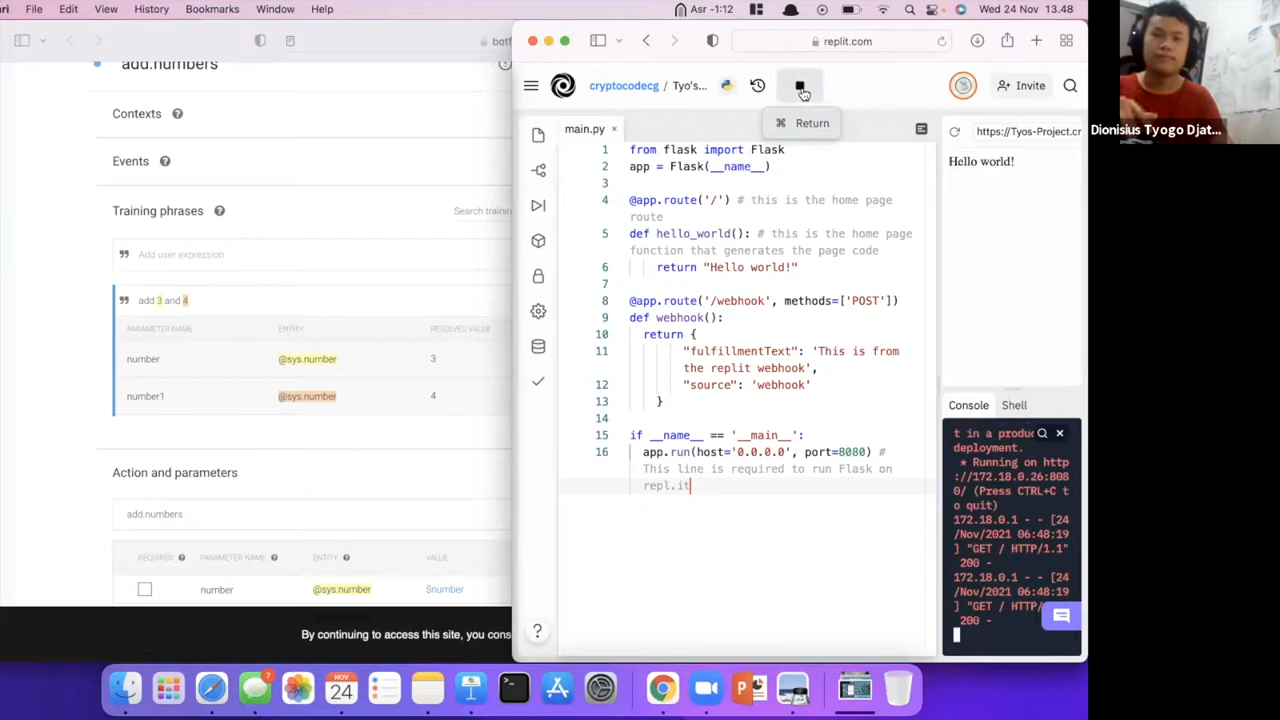 ari File Edit View History Bookmarks Window Help Asr -1:12 Wed 24 Nov 13.48
botf
replit.com
add.numbers
Contexts
Events
Training phrases
Search trainin
Add user expression
add 3 and 4
PARAMETER NAME ENTITY RESOLVED VALUE
number @sys.number 3
number1 @sys.number 4
Action and parameters
add.numbers
REQUIRED PARAMETER NAME ENTITY VALUE
number @sys.number $number
By continuing to access this site, you cons
cryptocodecg / Tyo's...
Invite
⌘ Return
main.py ×
https://Tyos-Project.cr
1 from flask import Flask
2 app = Flask(__name__)
3
4 @app.route('/') # this is the home page
route
5 def hello_world(): # this is the home page
function that generates the page code
6 return "Hello world!"
7
8 @app.route('/webhook', methods=['POST'])
9 def webhook():
10 return {
11 "fulfillmentText": 'This is from
the replit webhook',
12 "source": 'webhook'
13 }
14
15 if __name__ == '__main__':
16 app.run(host='0.0.0.0', port=8080) #
This line is required to run Flask on
repl.it
Hello world!
Console Shell
t in a produc
deployment.
* Running on http
://172.18.0.26:808
0/ (Press CTRL+C t
o quit)
172.18.0.1 - - [24
/Nov/2021 06:48:19
] "GET / HTTP/1.1"
200 -
172.18.0.1 - - [24
/Nov/2021 06:48:19
] "GET / HTTP/
200 -
Dionisius Tyogo Djat...
7
NOV
24